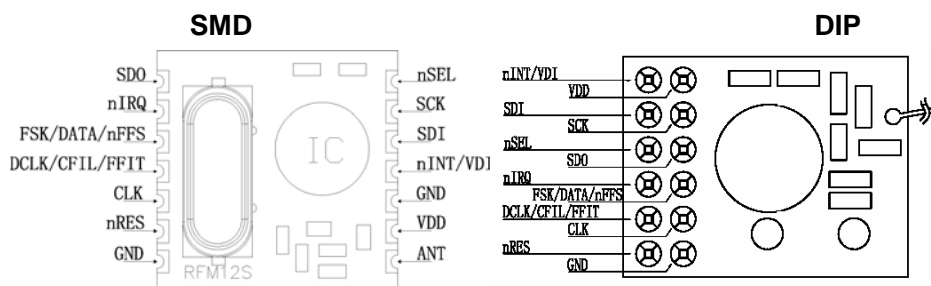 SMD DIP
SDO
nIRQ
FSK/DATA/nFFS
DCLK/CFIL/FFIT
CLK
nRES
GND
IC
RFM12S
nSEL
SCK
SDI
nINT/VDI
GND
VDD
ANT
nINT/VDI
VDD
SDI
SCK
nSEL
SDO
nIRQ
FSK/DATA/nFFS
DCLK/CFIL/FFIT
CLK
nRES
GND